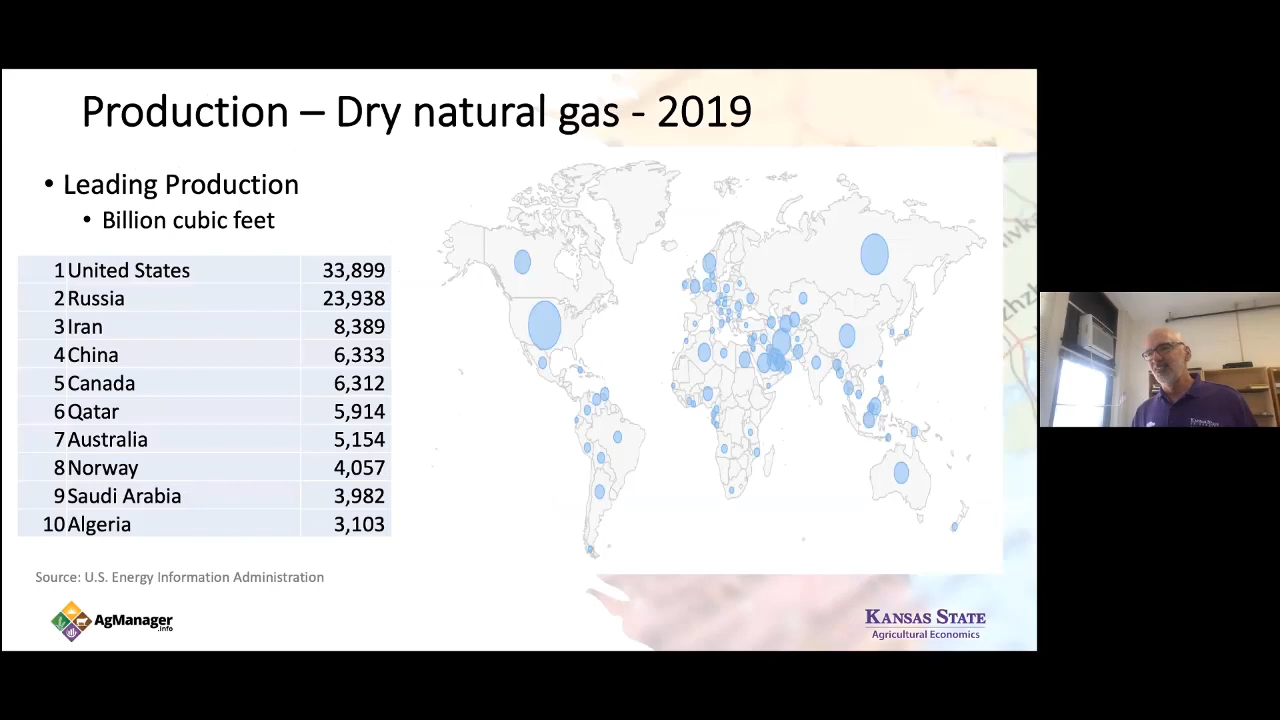 Production – Dry natural gas - 2019
• Leading Production
• Billion cubic feet
1 United States 33,899
2 Russia 23,938
3 Iran 8,389
4 China 6,333
5 Canada 6,312
6 Qatar 5,914
7 Australia 5,154
8 Norway 4,057
9 Saudi Arabia 3,982
10 Algeria 3,103
Source: U.S. Energy Information Administration
AgManager
.info
KANSAS STATE
Agricultural Economics
KANSAS STATE